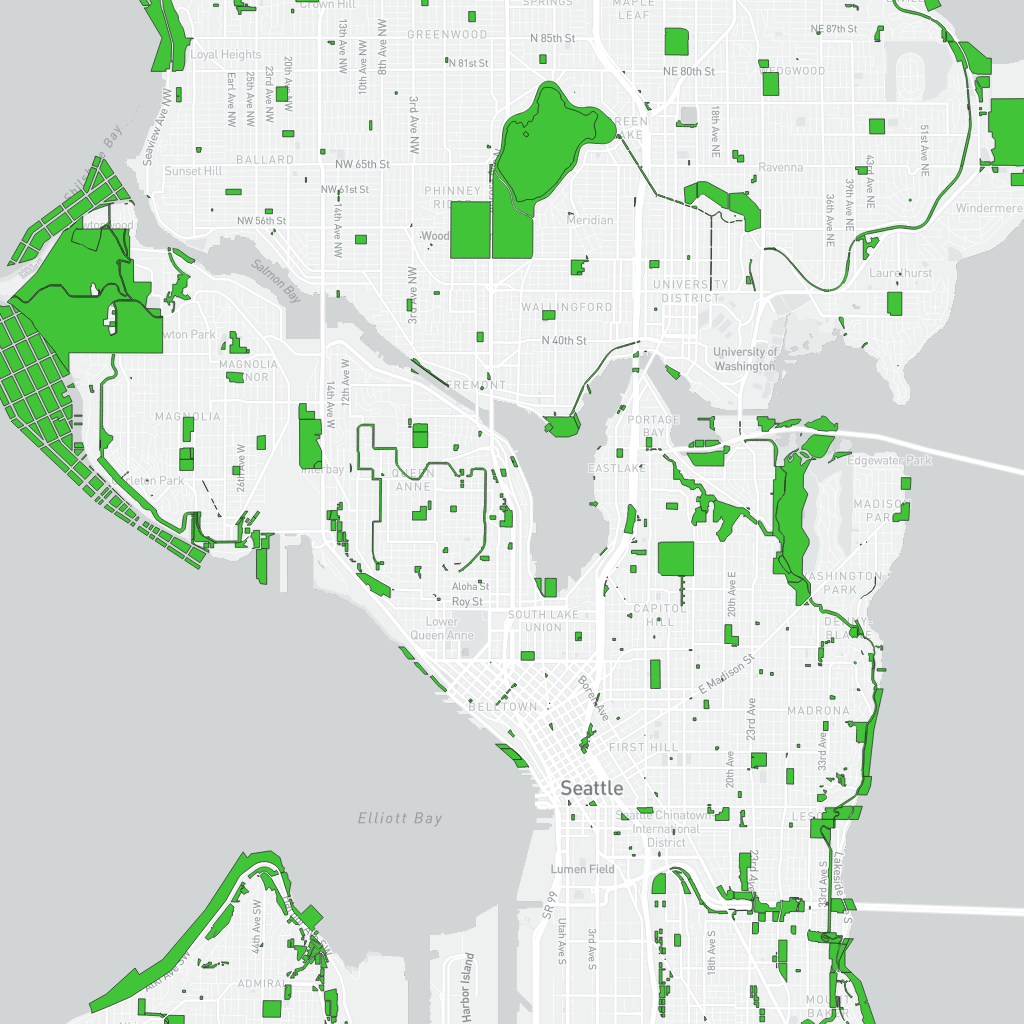 Crown Hill
SPRINGS
MAPLE
LEAF
GREENWOOD
N 85th St
NE 87th St
Loyal Heights
N 81st St
NE 80th St
WEDGWOOD
13th Ave NW
10th Ave NW
8th Ave NW
20th Ave NW
23rd Ave NW
25th Ave NW
Earl Ave NW
3rd Ave NW
Seaview Ave NW
GREEN
LAKE
18th Ave NE
51st Ave NE
Shilshole Bay
BALLARD
NW 65th St
Sunset Hill
Ravenna
43rd Ave NE
39th Ave NE
36th Ave NE
NW 61st St
PHINNEY
RIDGE
14th Ave NW
NW 56th St
Meridian
Windermere
Salmon Bay
3rd Ave NW
Laurelhurst
UNIVERSITY
DISTRICT
WALLINGFORD
N 40th St
University of
Washington
MAGNOLIA
MANOR
FREMONT
12th Ave W
14th Ave W
MAGNOLIA
PORTAGE
BAY
26th Ave W
Interbay
QUEEN
ANNE
EASTLAKE
Edgewater Park
MADISON
PARK
WASHINGTON
PARK
Aloha St
Roy St
SOUTH LAKE
UNION
CAPITOL
HILL
20th Ave E
Lower
Queen Anne
DENNY-
BLAINE
E Madison St
BELLTOWN
Boren Ave
23rd Ave
MADRONA
FIRST HILL
33rd Ave S
20th Ave
Seattle
Elliott Bay
Seattle Chinatown
International
District
LESCHI
Lumen Field
23rd Ave S
33rd Ave S
Lakeside Ave S
SR 99
Utah Ave S
3rd Ave S
18th Ave S
44th Ave SW
Alki Ave SW
ADMIRAL
Harbor Island
MOUNT
BAKER